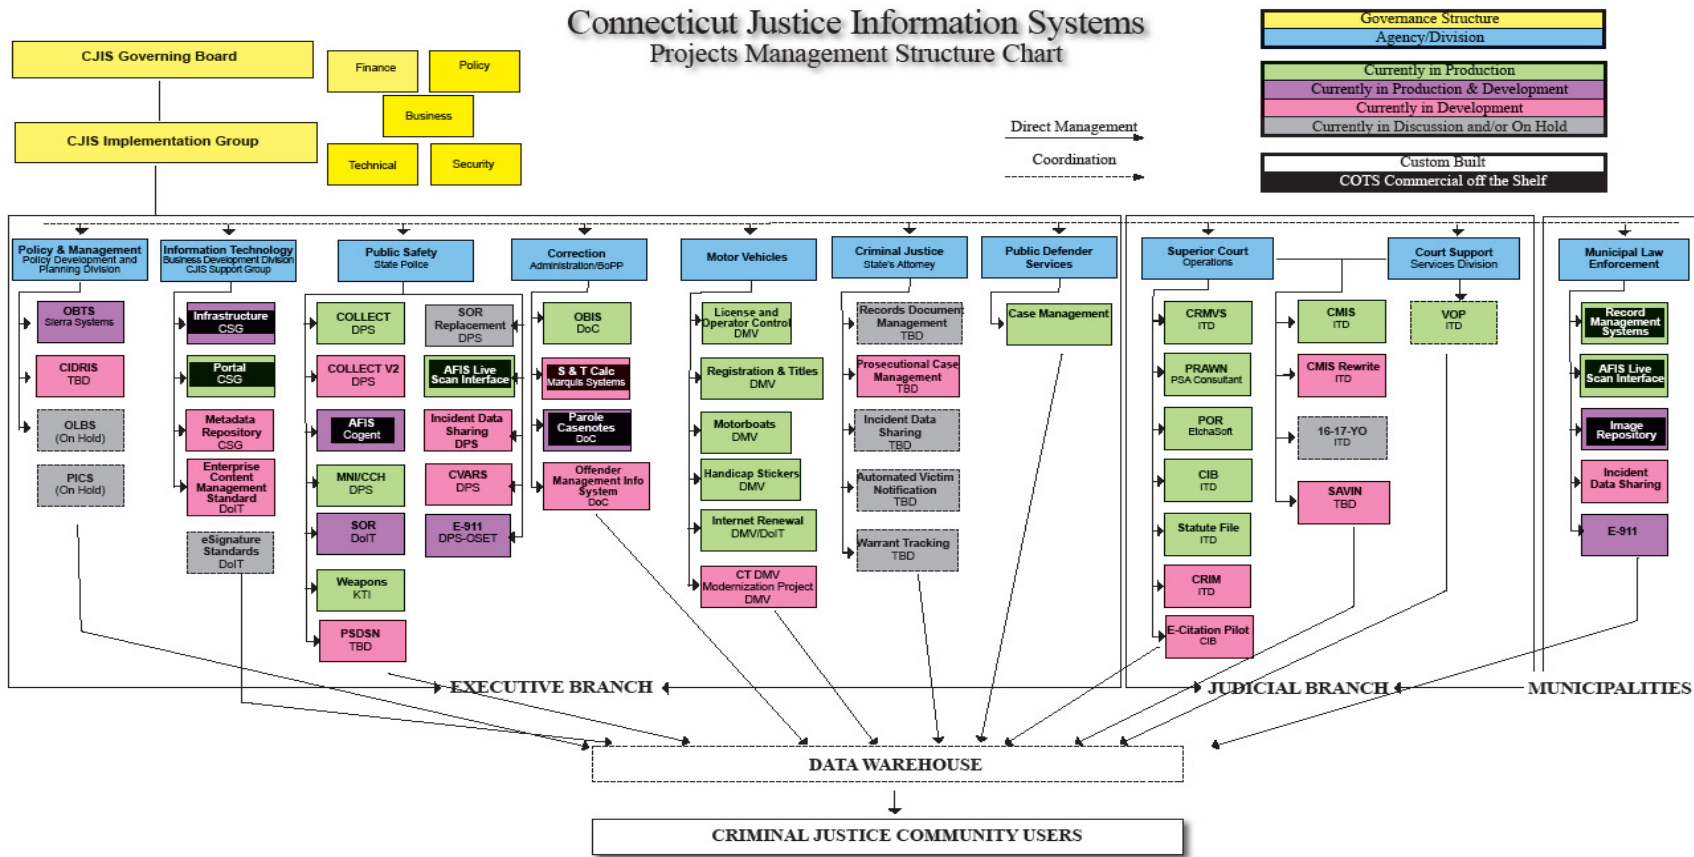 Connecticut Justice Information Systems
Projects Management Structure Chart
Governance Structure
Agency/Division
Currently in Production
Currently in Production & Development
Currently in Development
Currently in Discussion and/or On Hold
Custom Built
COTS Commercial off the Shelf
Direct Management
Coordination
CJIS Governing Board
CJIS Implementation Group
Finance
Policy
Business
Technical
Security
Policy & Management
Policy Development and
Planning Division
OBTS
Sierra Systems
CIDRIS
TBD
OLBS
(On Hold)
PICS
(On Hold)
Information Technology
Business Development Division
CJIS Support Group
Infrastructure
CSG
Portal
CSG
Metadata
Repository
CSG
Enterprise
Content
Management
Standard
DoIT
eSignature
Standards
DoIT
Public Safety
State Police
COLLECT
DPS
COLLECT V2
DPS
AFIS
Cogent
MNI/CCH
DPS
SOR
DoIT
Weapons
KTI
PSDSN
TBD
SOR
Replacement
DPS
AFIS Live
Scan Interface
Incident Data
Sharing
DPS
CVARS
DPS
E-911
DPS-OSET
Correction
Administration/BoPP
OBIS
DoC
S & T Calc
Marquis Systems
Parole
Casenotes
DoC
Offender
Management Info
System
DoC
Motor Vehicles
License and
Operator Control
DMV
Registration & Titles
DMV
Motorboats
DMV
Handicap Stickers
DMV
Internet Renewal
DMV/DoIT
CT DMV
Modernization Project
DMV
Criminal Justice
State's Attorney
Records Document
Management
TBD
Prosecutional Case
Management
TBD
Incident Data
Sharing
TBD
Automated Victim
Notification
TBD
Warrant Tracking
TBD
Public Defender
Services
Case Management
Superior Court
Operations
CRMVS
ITD
PRAWN
PSA Consultant
POR
EtchaSoft
CIB
ITD
Statute File
ITD
CRIM
ITD
E-Citation Pilot
CIB
CMIS
ITD
CMIS Rewrite
ITD
16-17-YO
ITD
SAVIN
TBD
Court Support
Services Division
VOP
ITD
Municipal Law
Enforcement
Record
Management
Systems
AFIS Live
Scan Interface
Image
Repository
Incident
Data Sharing
E-911
EXECUTIVE BRANCH
JUDICIAL BRANCH
MUNICIPALITIES
DATA WAREHOUSE
CRIMINAL JUSTICE COMMUNITY USERS